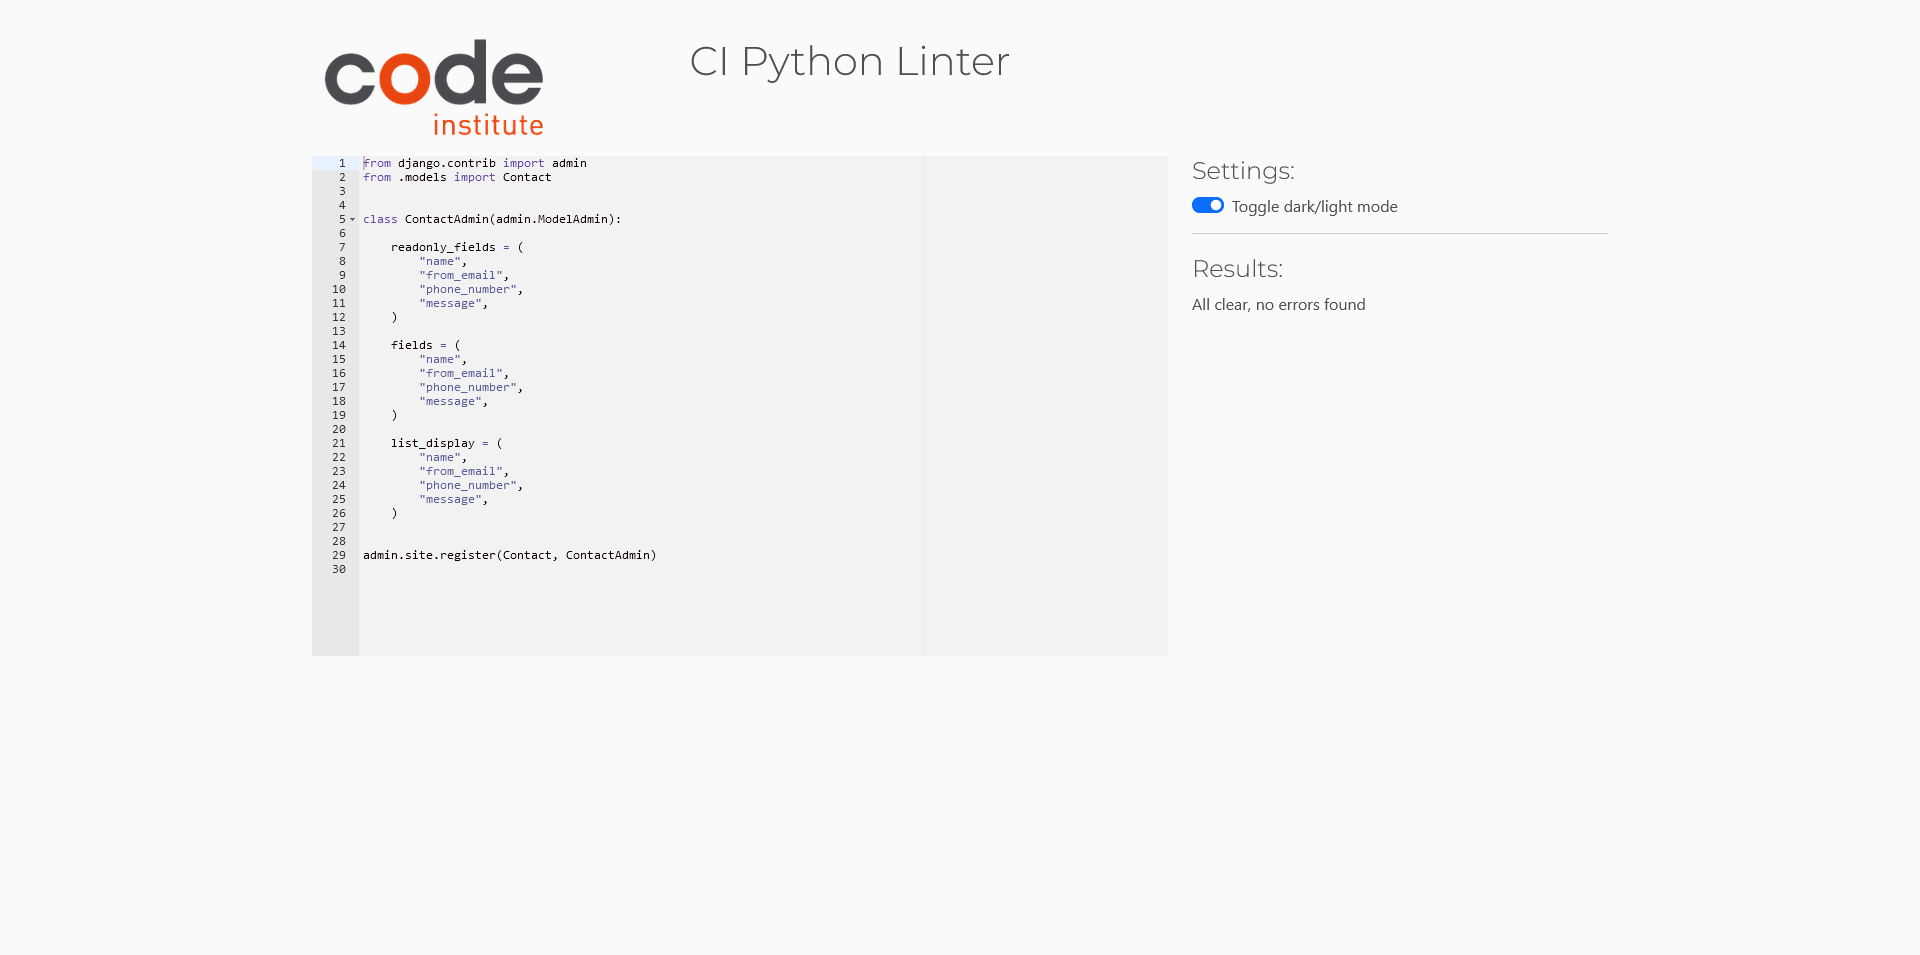 code
institute
CI Python Linter
1 from django.contrib import admin
2 from .models import Contact
3
4
5 class ContactAdmin(admin.ModelAdmin):
6
7     readonly_fields = (
8         "name",
9         "from_email",
10         "phone_number",
11         "message",
12     )
13
14     fields = (
15         "name",
16         "from_email",
17         "phone_number",
18         "message",
19     )
20
21     list_display = (
22         "name",
23         "from_email",
24         "phone_number",
25         "message",
26     )
27
28
29 admin.site.register(Contact, ContactAdmin)
30
Settings:
Toggle dark/light mode
Results:
All clear, no errors found